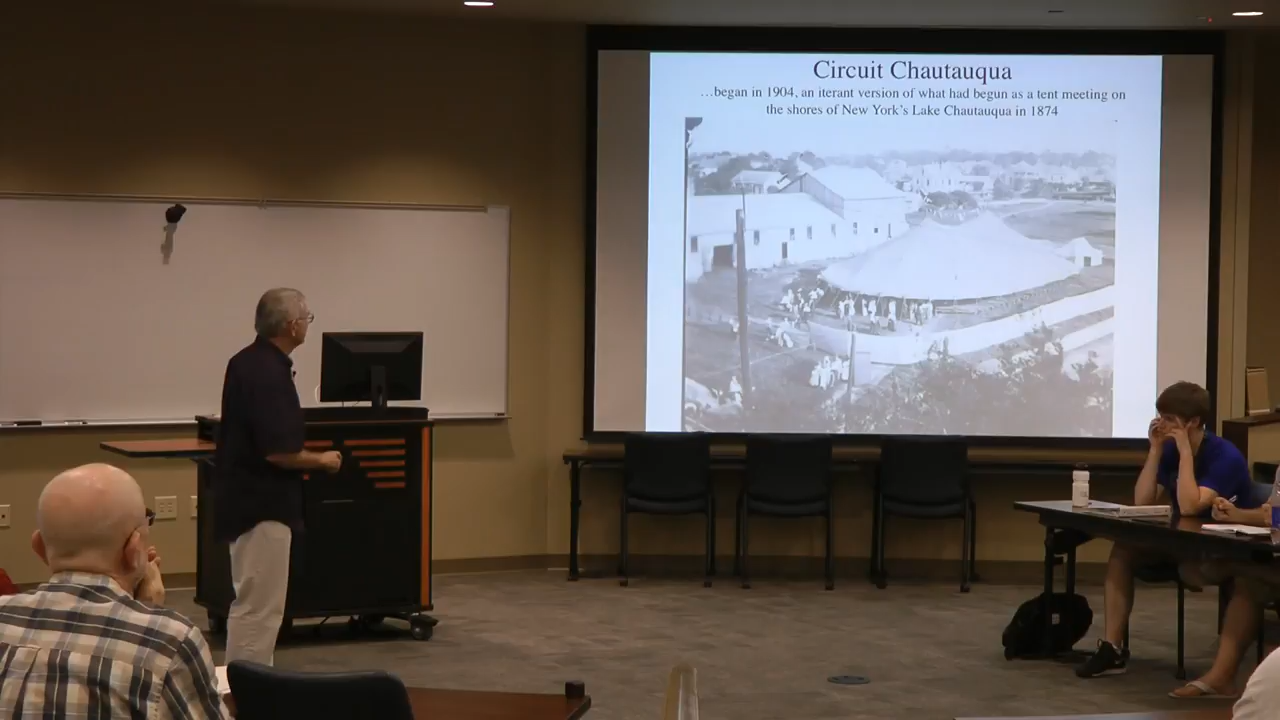 Circuit Chautauqua
…began in 1904, an iterant version of what had begun as a tent meeting on
the shores of New York's Lake Chautauqua in 1874